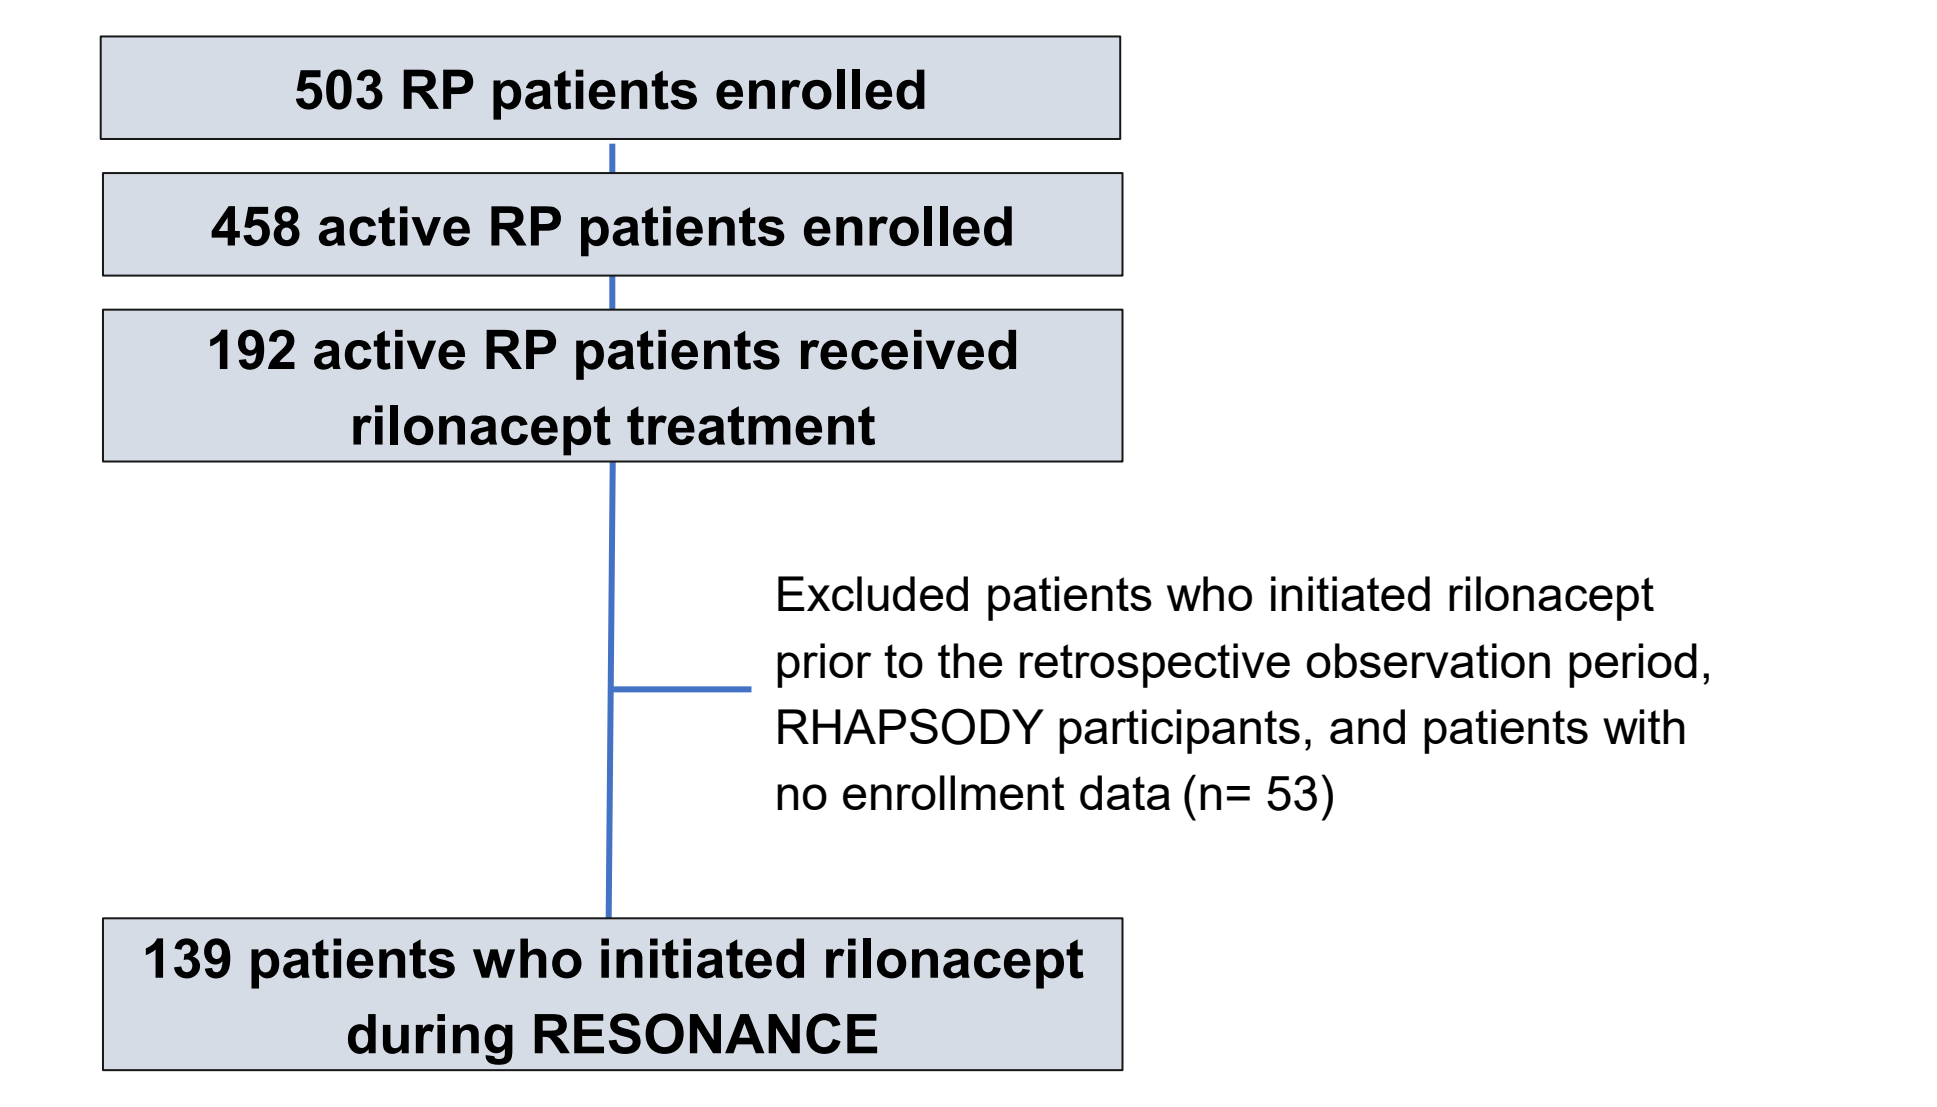 503 RP patients enrolled
458 active RP patients enrolled
192 active RP patients received
rilonacept treatment
Excluded patients who initiated rilonacept
prior to the retrospective observation period,
RHAPSODY participants, and patients with
no enrollment data (n= 53)
139 patients who initiated rilonacept
during RESONANCE